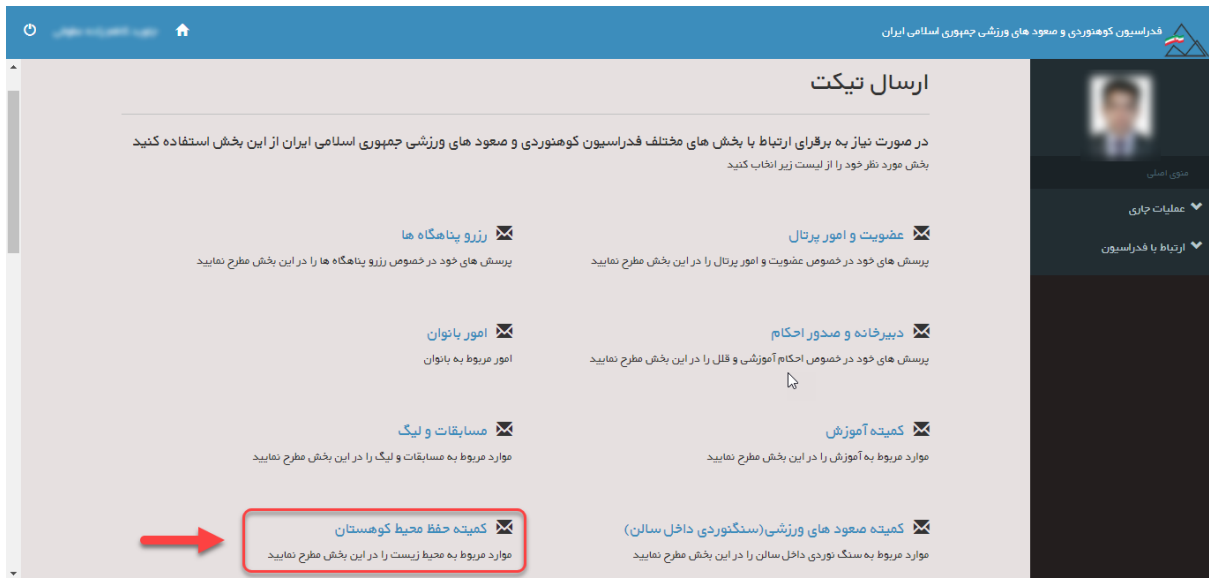 فدراسیون کوهنوردی و صعود های ورزشی جمهوری اسلامی ایران
منوی اصلی
عملیات جاری
ارتباط با فدراسیون
ارسال تیکت
در صورت نیاز به برقرای ارتباط با بخش های مختلف فدراسیون کوهنوردی و صعود های ورزشی جمهوری اسلامی ایران از این بخش استفاده کنید
بخش مورد نظر خود را از لیست زیر انخاب کنید
عضویت و امور پرتال
پرسش های خود در خصوص عضویت و امور پرتال را در این بخش مطرح نمایید
رزرو پناهگاه ها
پرسش های خود در خصوص رزرو پناهگاه ها را در این بخش مطرح نمایید
دبیرخانه و صدور احکام
پرسش های خود در خصوص احکام آموزشی و قلل را در این بخش مطرح نمایید
امور بانوان
امور مربوط به بانوان
کمیته آموزش
موارد مربوط به آموزش را در این بخش مطرح نمایید
مسابقات و لیگ
موارد مربوط به مسابقات و لیگ را در این بخش مطرح نمایید
کمیته صعود های ورزشی(سنگنوردی داخل سالن)
موارد مربوط به سنگ نوردی داخل سالن را در این بخش مطرح نمایید
کمیته حفظ محیط کوهستان
موارد مربوط به محیط زیست را در این بخش مطرح نمایید